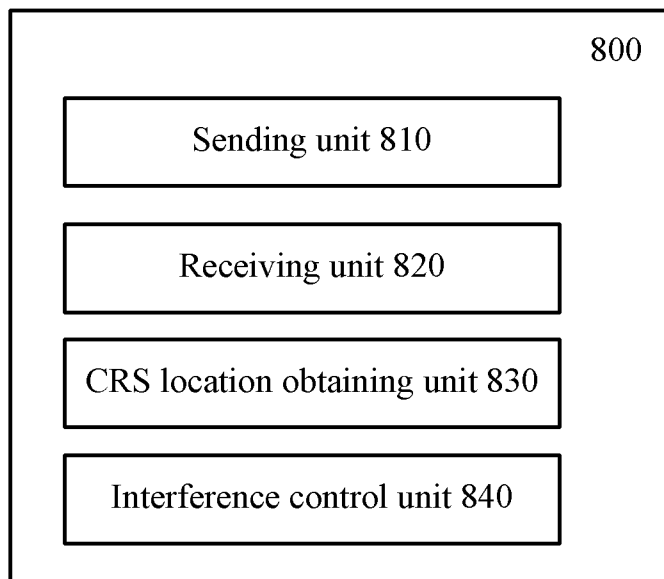 800
Sending unit 810
Receiving unit 820
CRS location obtaining unit 830
Interference control unit 840